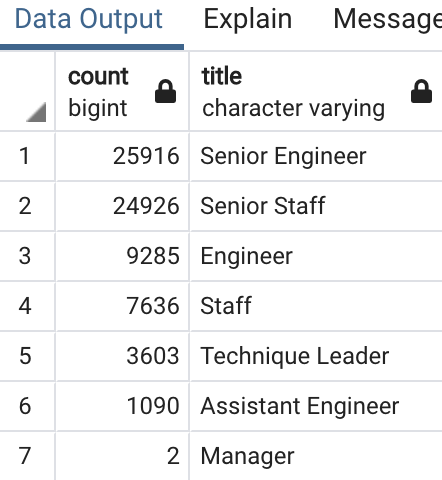 Data Output Explain Message
count title
bigint character varying
1 25916 Senior Engineer
2 24926 Senior Staff
3 9285 Engineer
4 7636 Staff
5 3603 Technique Leader
6 1090 Assistant Engineer
7 2 Manager